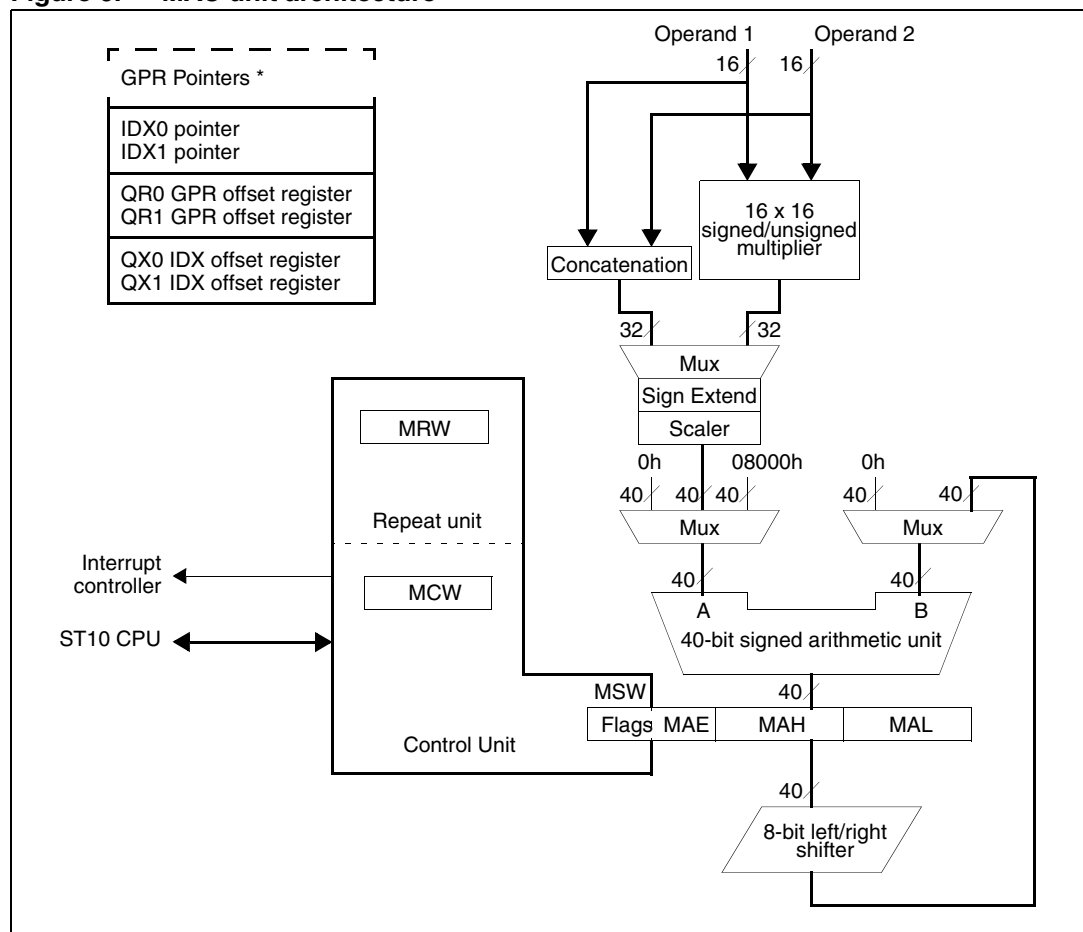 GPR Pointers *
IDX0 pointer
IDX1 pointer
QR0 GPR offset register
QR1 GPR offset register
QX0 IDX offset register
QX1 IDX offset register
Operand 1 Operand 2
16 16
16 x 16
signed/unsigned
multiplier
Concatenation
32 32
Mux
Sign Extend
Scaler
0h 08000h 0h
40 40 40 40 40
Mux Mux
40 40
A B
40-bit signed arithmetic unit
MRW
Repeat unit
Interrupt
controller
MCW
ST10 CPU
MSW 40
Flags MAE MAH MAL
Control Unit
40
8-bit left/right
shifter